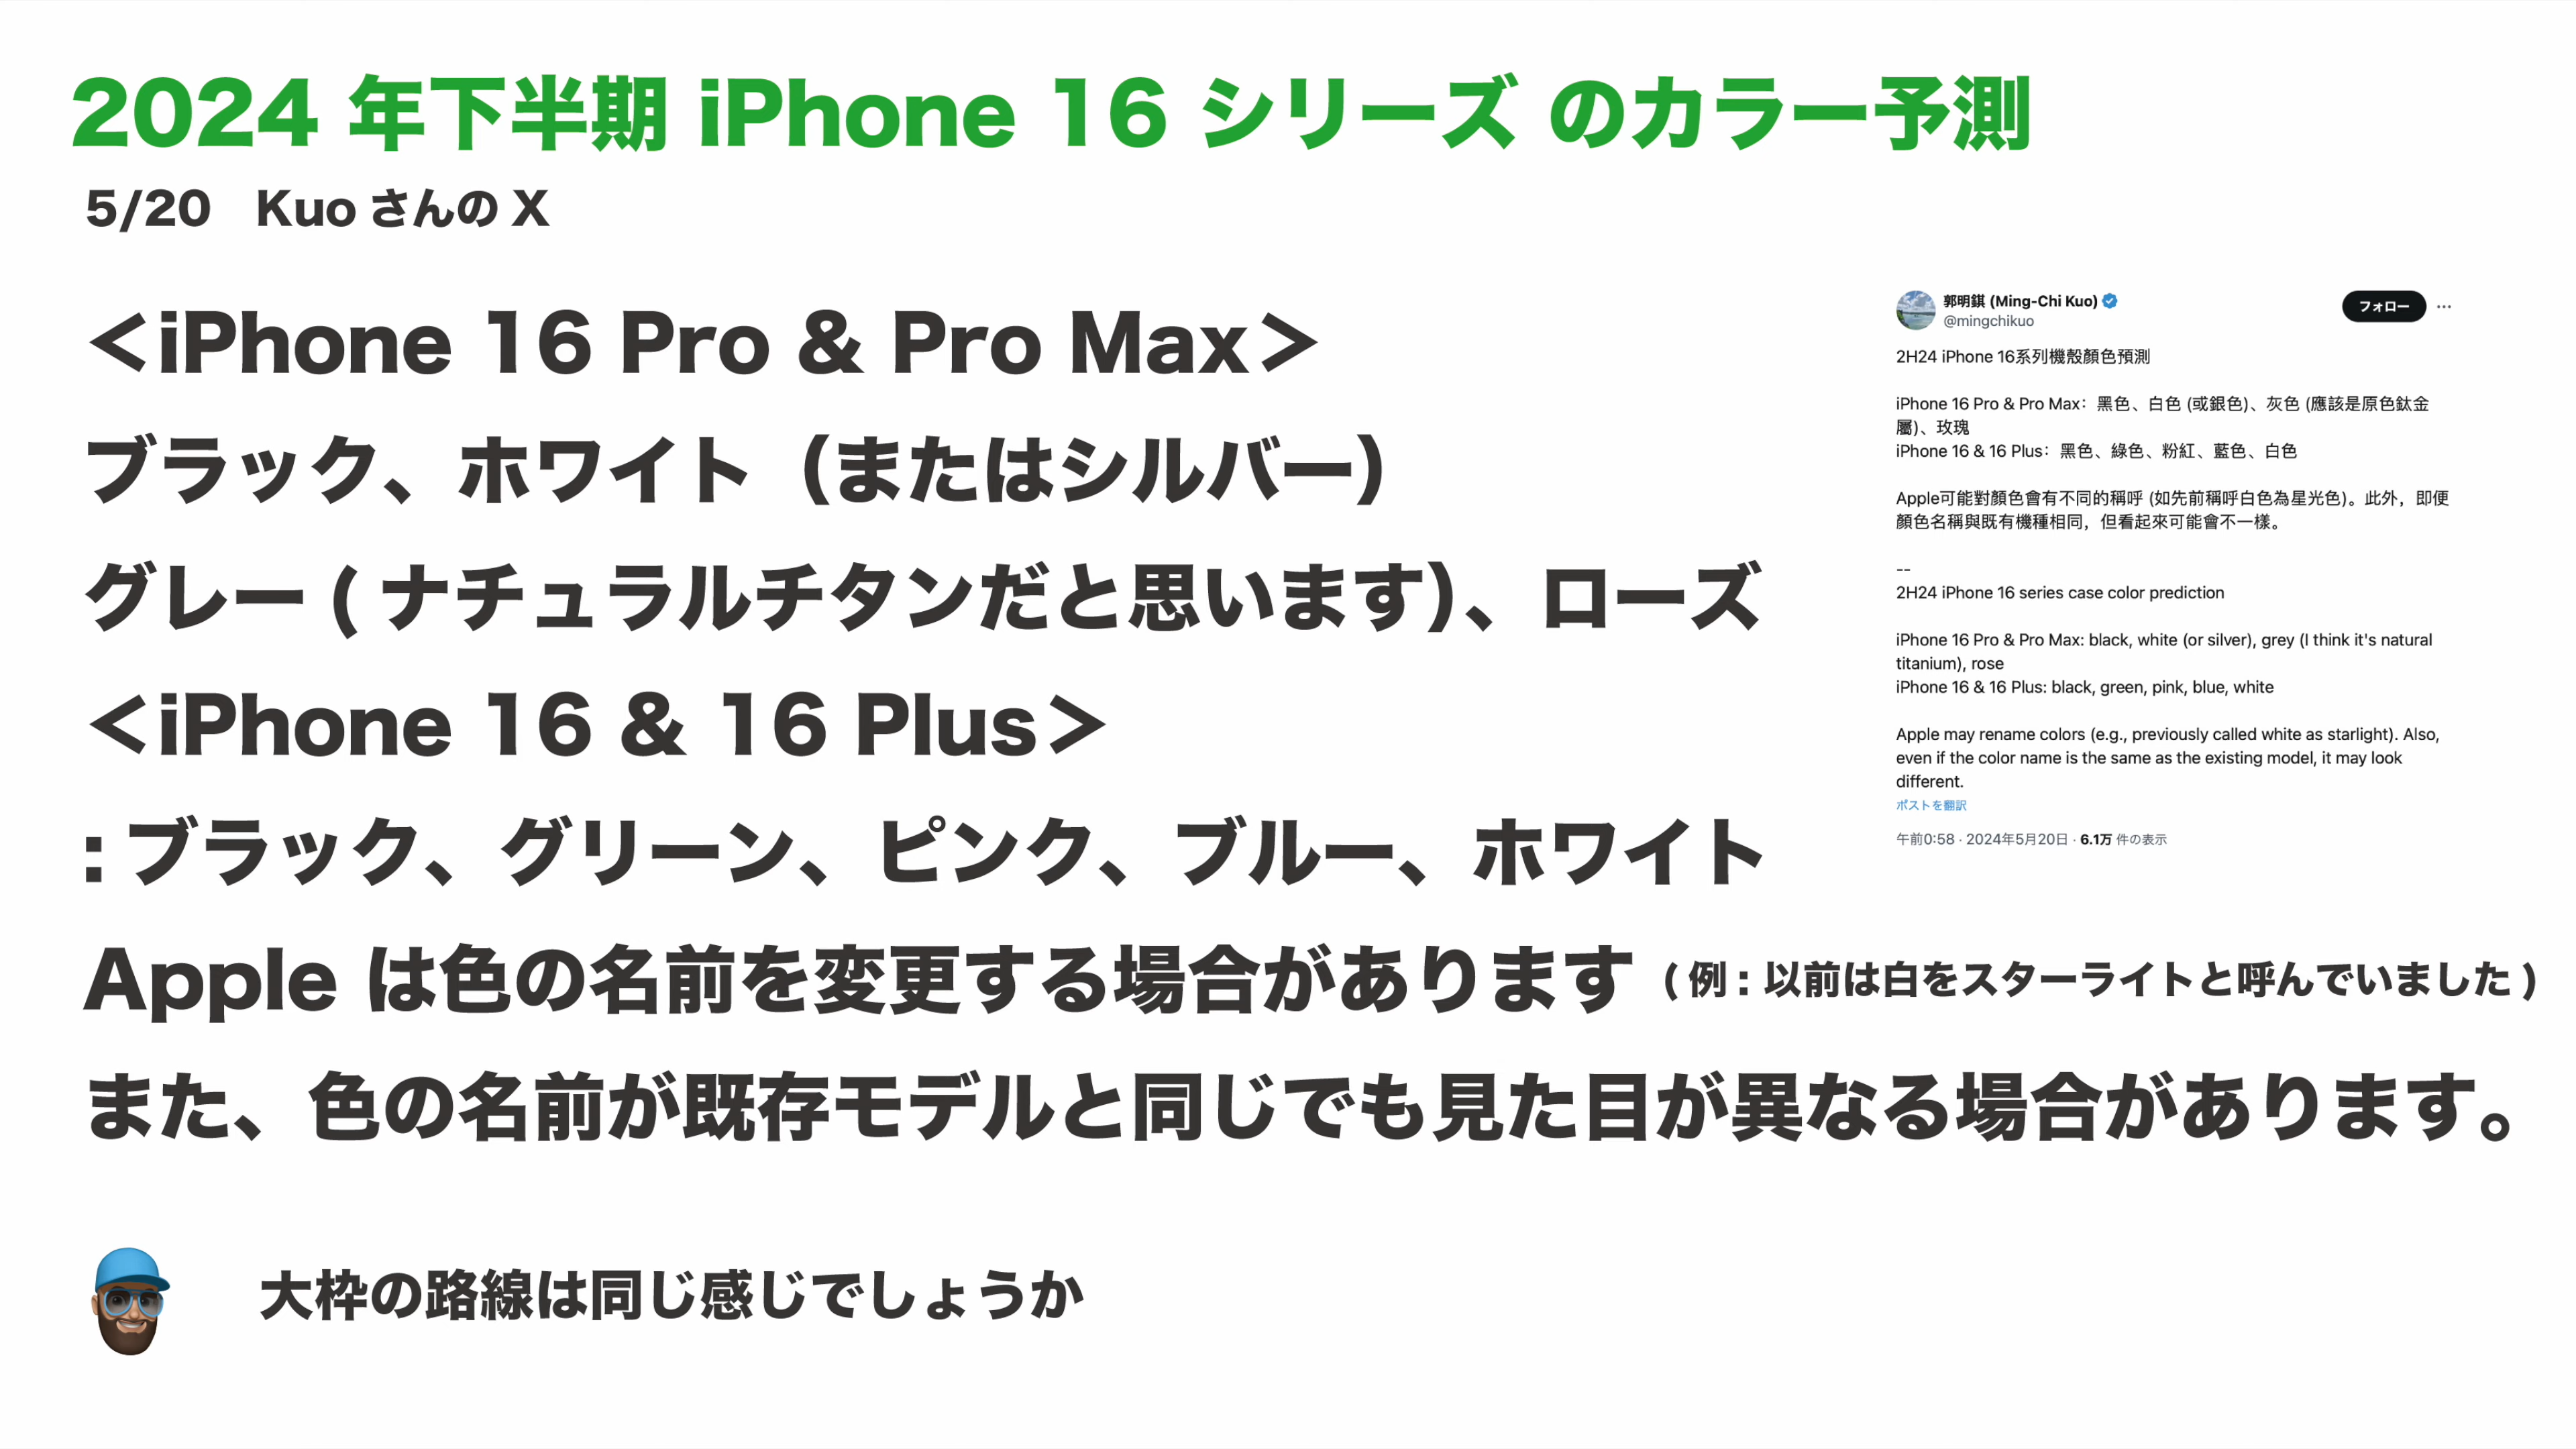 2024 年下半期 iPhone 16 シリーズ のカラー予測
5/20 Kuo さんの X
＜iPhone 16 Pro & Pro Max＞
ブラック、ホワイト（またはシルバー）
グレー ( ナチュラルチタンだと思います）、ローズ
＜iPhone 16 & 16 Plus＞
: ブラック、グリーン、ピンク、ブルー、ホワイト
Apple は色の名前を変更する場合があります ( 例 : 以前は白をスターライトと呼んでいました )
また、色の名前が既存モデルと同じでも見た目が異なる場合があります。
大枠の路線は同じ感じでしょうか
郭明錤 (Ming-Chi Kuo)
@mingchikuo
フォロー ...
2H24 iPhone 16系列機殼顏色預測
iPhone 16 Pro & Pro Max：黑色、白色 (或銀色)、灰色 (應該是原色鈦金
屬)、玫瑰
iPhone 16 & 16 Plus：黑色、綠色、粉紅、藍色、白色
Apple可能對顏色會有不同的稱呼 (如先前稱呼白色為星光色)。此外，即便
顏色名稱與既有機種相同，但看起來可能會不一樣。
--
2H24 iPhone 16 series case color prediction
iPhone 16 Pro & Pro Max: black, white (or silver), grey (I think it's natural
titanium), rose
iPhone 16 & 16 Plus: black, green, pink, blue, white
Apple may rename colors (e.g., previously called white as starlight). Also,
even if the color name is the same as the existing model, it may look
different.
ポストを翻訳
午前0:58 · 2024年5月20日 · 6.1万 件の表示